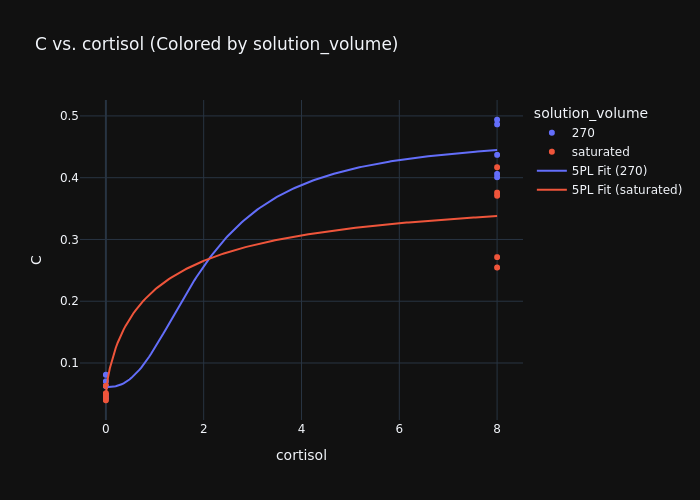 C vs. cortisol (Colored by solution_volume)
solution_volume
270
saturated
5PL Fit (270)
5PL Fit (saturated)
C
0.5
0.4
0.3
0.2
0.1
0
2
4
6
8
cortisol